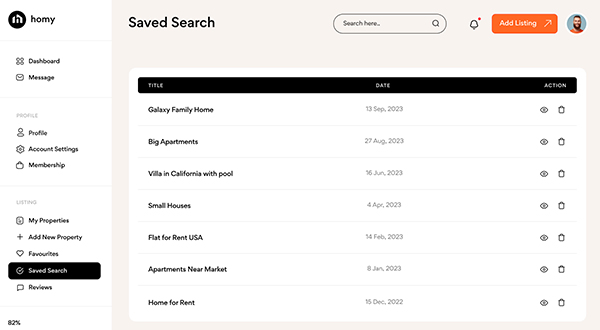 homy
Dashboard
Message
PROFILE
Profile
Account Settings
Membership
LISTING
My Properties
Add New Property
Favourites
Saved Search
Reviews
82%
Saved Search
Search here..
Add Listing
TITLE DATE ACTION
Galaxy Family Home 13 Sep, 2023
Big Apartments 27 Aug, 2023
Villa in California with pool 16 Jun, 2023
Small Houses 4 Apr, 2023
Flat for Rent USA 14 Feb, 2023
Apartments Near Market 8 Jan, 2023
Home for Rent 15 Dec, 2022